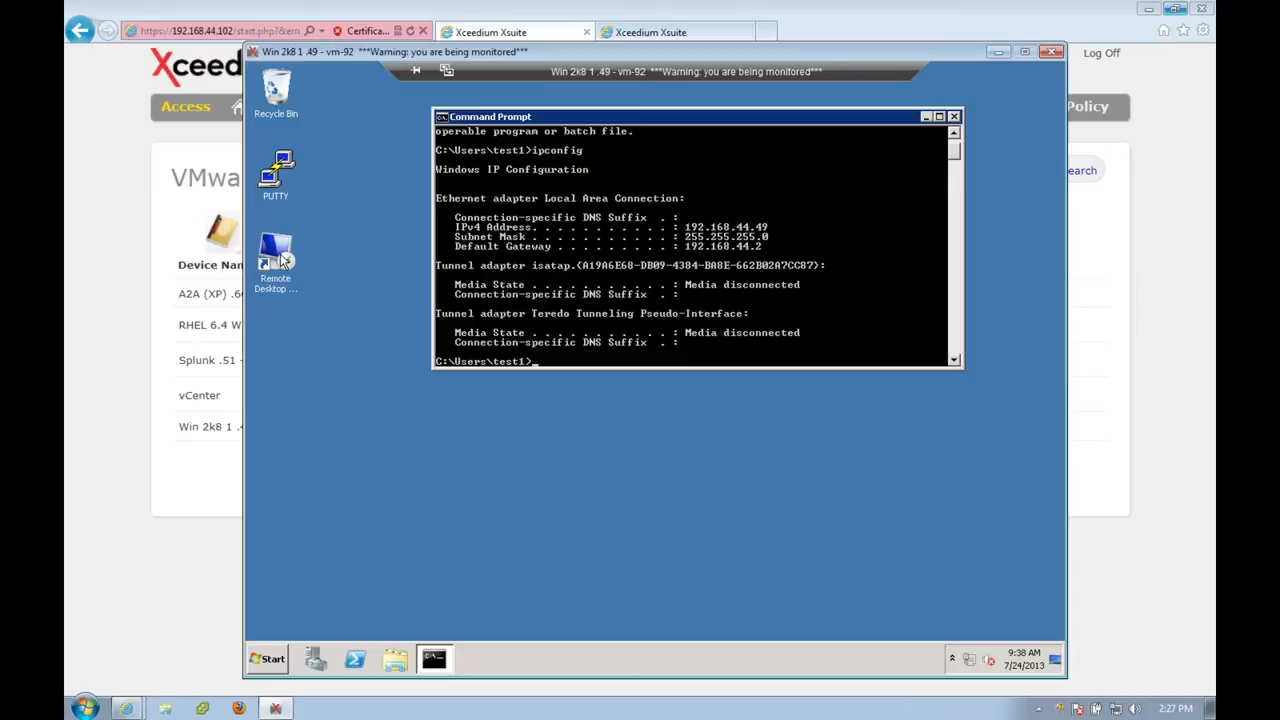 https://192.168.44.102/start.php?&em
Certifica...
Xceedium Xsuite
Xceedium Xsuite
Win 2k8 1 .49 - vm-92 ***Warning: you are being monitored***
Log Off
Xceed
Win 2k8 1 .49 - vm-92 ***Warning: you are being monitored***
Access
Policy
Recycle Bin
Command Prompt
operable program or batch file.
C:\Users\test1>ipconfig
Windows IP Configuration
Ethernet adapter Local Area Connection:
Connection-specific DNS Suffix . :
IPv4 Address. . . . . . . . . . . : 192.168.44.49
Subnet Mask . . . . . . . . . . . : 255.255.255.0
Default Gateway . . . . . . . . . : 192.168.44.2
Tunnel adapter isatap.{A19A6E68-DB09-4384-BA8E-662B02A7CC87}:
Media State . . . . . . . . . . . : Media disconnected
Connection-specific DNS Suffix . :
Tunnel adapter Teredo Tunneling Pseudo-Interface:
Media State . . . . . . . . . . . : Media disconnected
Connection-specific DNS Suffix . :
C:\Users\test1>_
VMwa
earch
PUTTY
Remote
Desktop ...
Device Nan
A2A (XP) .6
RHEL 6.4 W
Splunk .51 -
vCenter
Win 2k8 1 .4
Start
9:38 AM
7/24/2013
2:27 PM